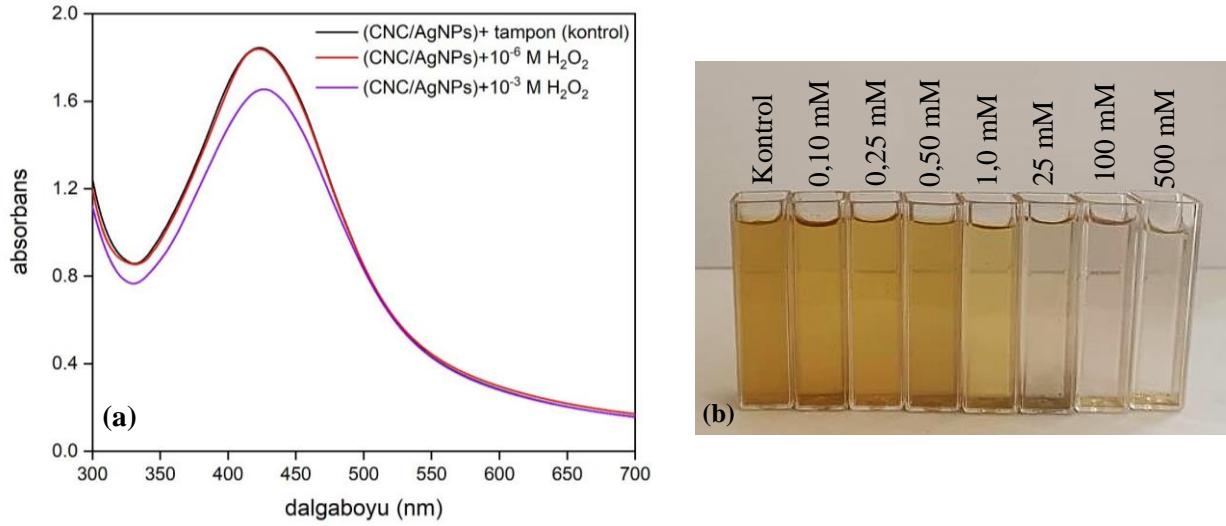 2.0
1.6
1.2
0.8
0.4
0.0
absorbans
(CNC/AgNPs)+ tampon (kontrol)
(CNC/AgNPs)+10⁻⁶ M H₂O₂
(CNC/AgNPs)+10⁻³ M H₂O₂
(a)
300 350 400 450 500 550 600 650 700
dalgaboyu (nm)
Kontrol
0,10 mM
0,25 mM
0,50 mM
1,0 mM
25 mM
100 mM
500 mM
(b)